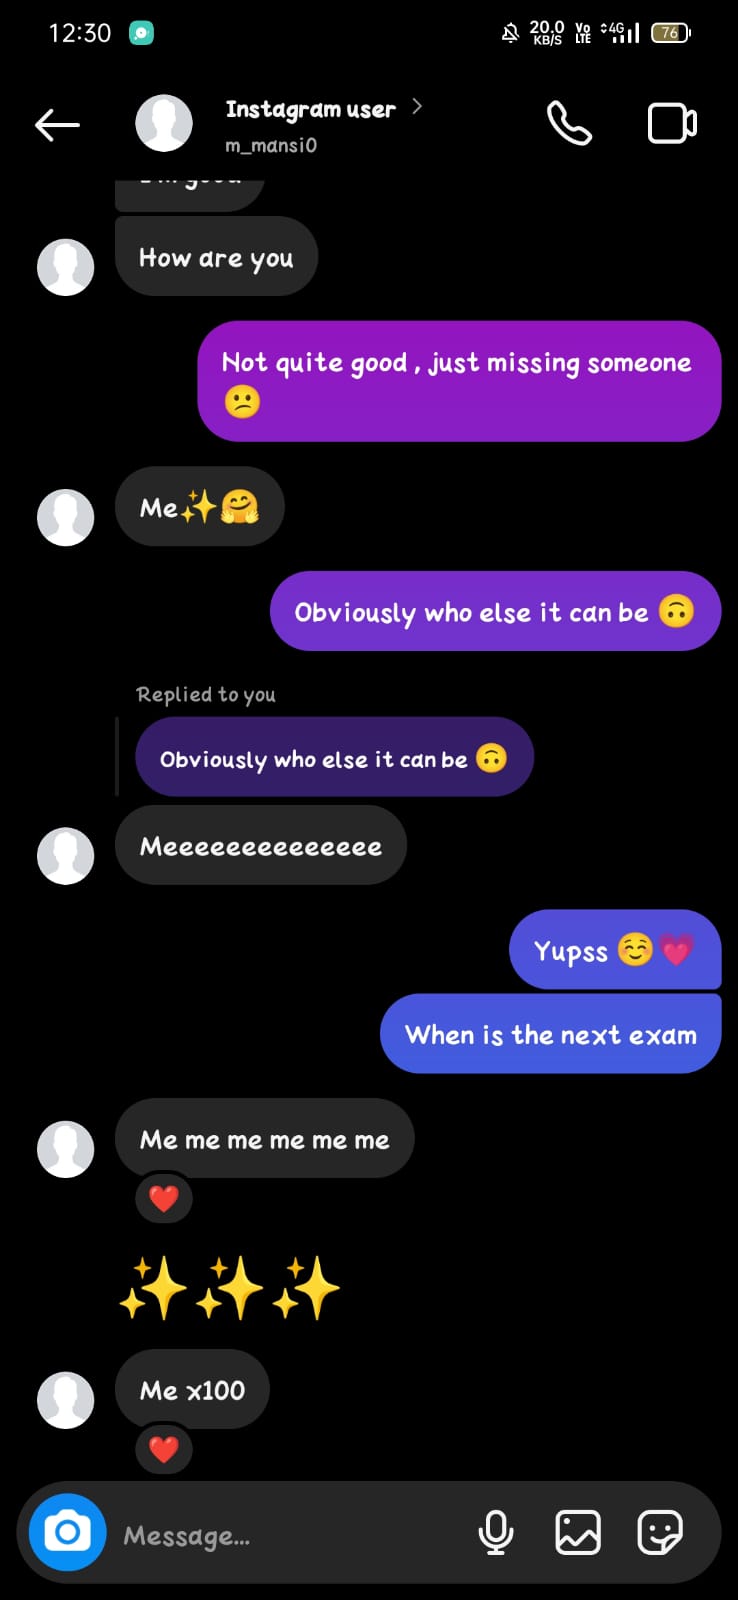 12:30
20.0
KB/S
Vo
LTE
4G
76
Instagram user
m_mansi0
How are you
Not quite good , just missing someone
😕
Me✨🤗
Obviously who else it can be 🙃
Replied to you
Obviously who else it can be 🙃
Meeeeeeeeeeeeee
Yupss ☺️💗
When is the next exam
Me me me me me me
❤️
✨✨✨
Me x100
❤️
Message...